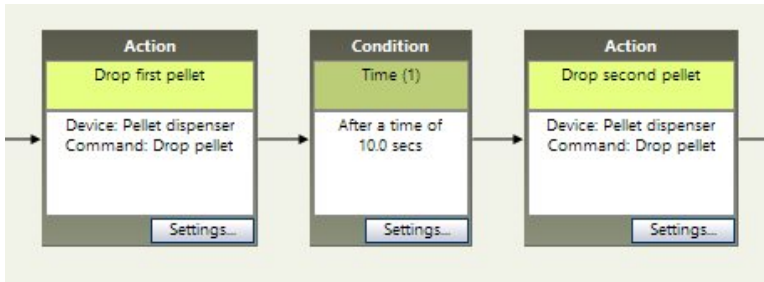 Action
Drop first pellet
Device: Pellet dispenser
Command: Drop pellet
Settings...
Condition
Time (1)
After a time of
10.0 secs
Settings...
Action
Drop second pellet
Device: Pellet dispenser
Command: Drop pellet
Settings...